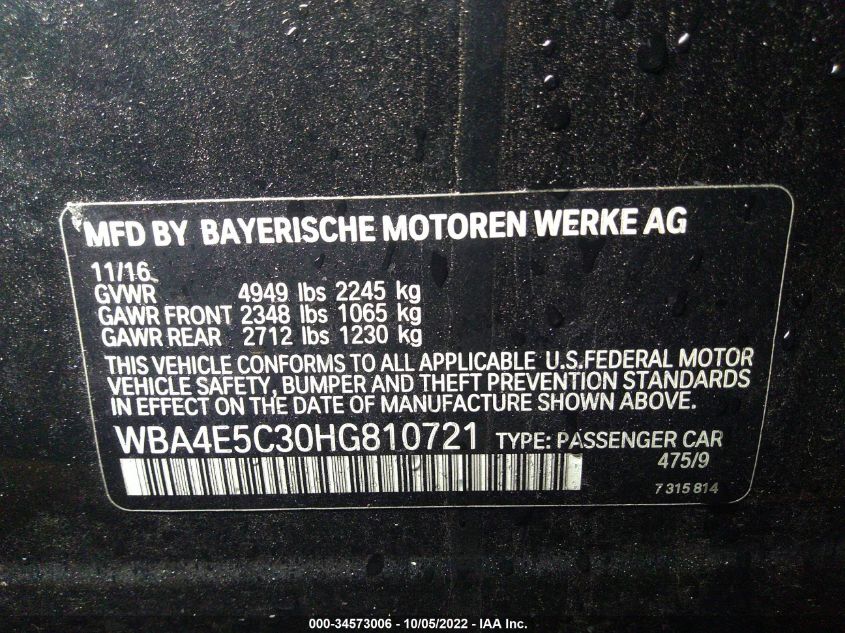 MFD BY BAYERISCHE MOTOREN WERKE AG
11/16
GVWR 4949 lbs 2245 kg
GAWR FRONT 2348 lbs 1065 kg
GAWR REAR 2712 lbs 1230 kg
THIS VEHICLE CONFORMS TO ALL APPLICABLE U.S.FEDERAL MOTOR
VEHICLE SAFETY, BUMPER AND THEFT PREVENTION STANDARDS
IN EFFECT ON THE DATE OF MANUFACTURE SHOWN ABOVE.
WBA4E5C30HG810721 TYPE: PASSENGER CAR
475/9
7 315 814
000-34573006 - 10/05/2022 - IAA Inc.